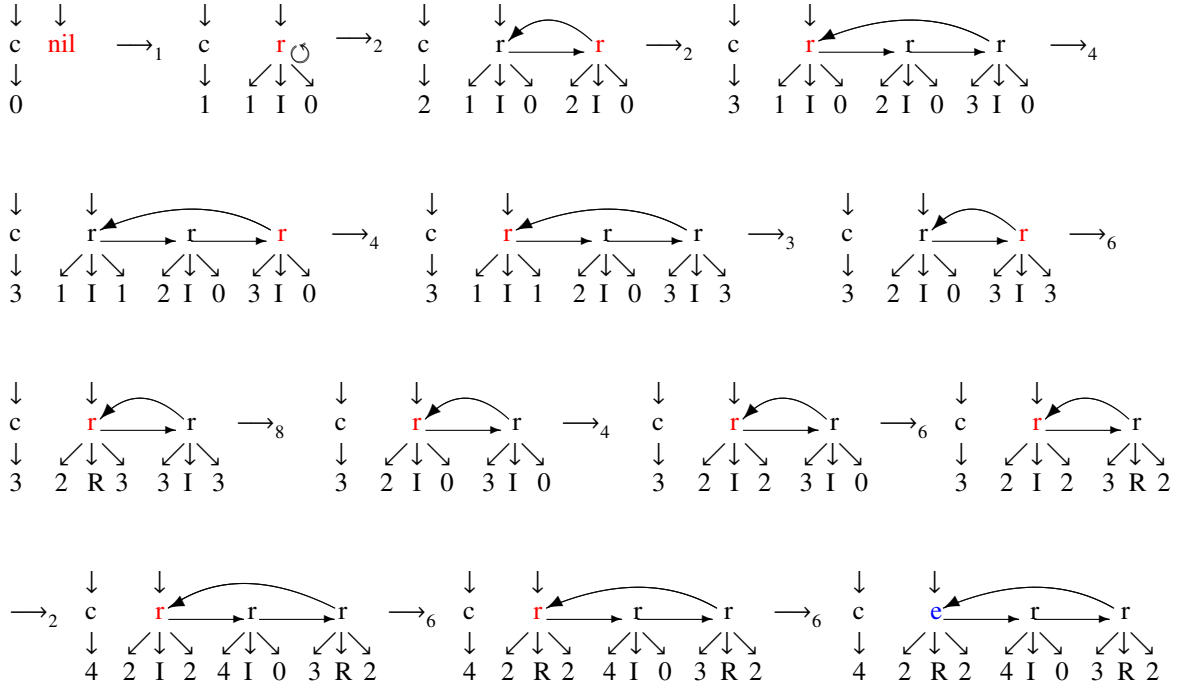 c nil →1 c r →2 c r r →2 c r r r →4
0 1 1 I 0 2 1 I 0 2 I 0 3 1 I 0 2 I 0 3 I 0
c r r r →4 c r r r →3 c r r →6
3 1 I 1 2 I 0 3 I 0 3 1 I 1 2 I 0 3 I 3 3 2 I 0 3 I 3
c r r →8 c r r →4 c r r →6 c r r
3 2 R 3 3 I 3 3 2 I 0 3 I 0 3 2 I 2 3 I 0 3 2 I 2 3 R 2
→2 c r r r →6 c r r r →6 c e r r
4 2 I 2 4 I 0 3 R 2 4 2 R 2 4 I 0 3 R 2 4 2 R 2 4 I 0 3 R 2